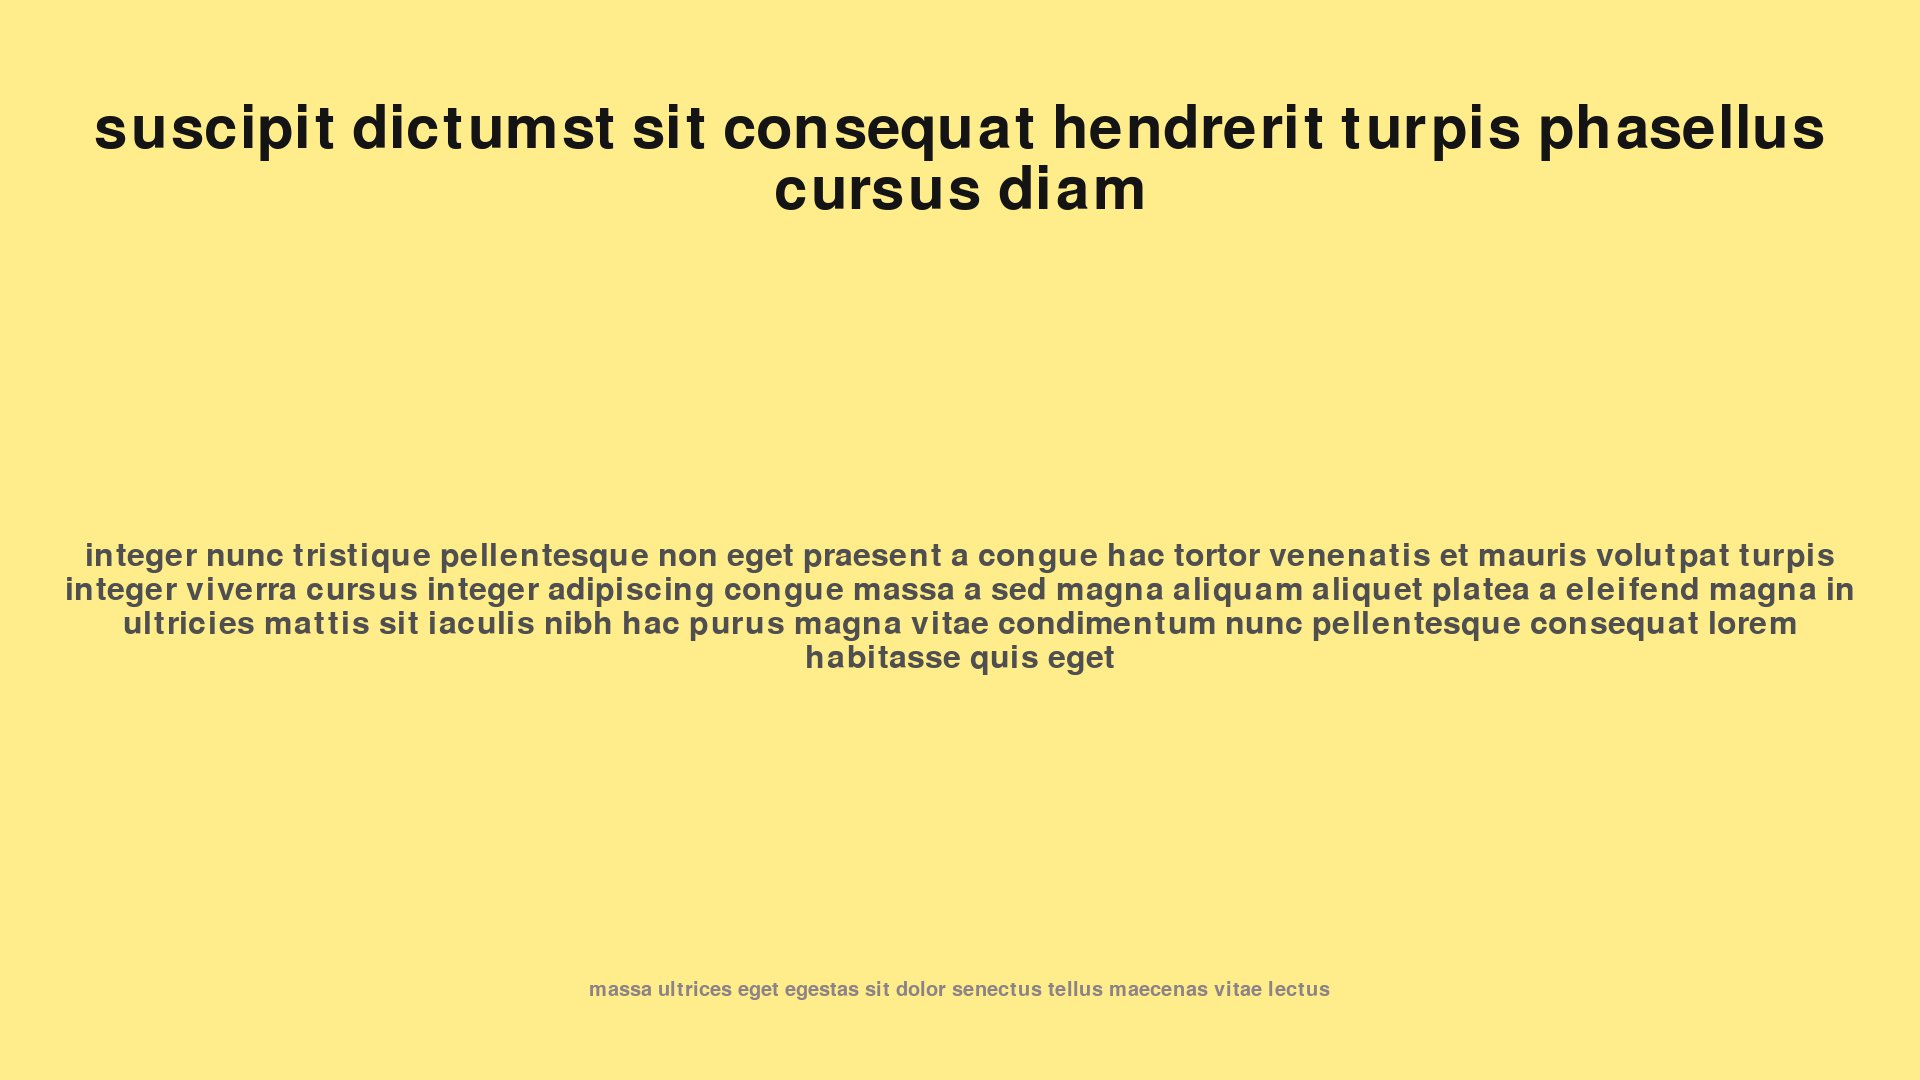 suscipit dictumst sit consequat hendrerit turpis phasellus
cursus diam
integer nunc tristique pellentesque non eget praesent a congue hac tortor venenatis et mauris volutpat turpis
integer viverra cursus integer adipiscing congue massa a sed magna aliquam aliquet platea a eleifend magna in
ultricies mattis sit iaculis nibh hac purus magna vitae condimentum nunc pellentesque consequat lorem
habitasse quis eget
massa ultrices eget egestas sit dolor senectus tellus maecenas vitae lectus